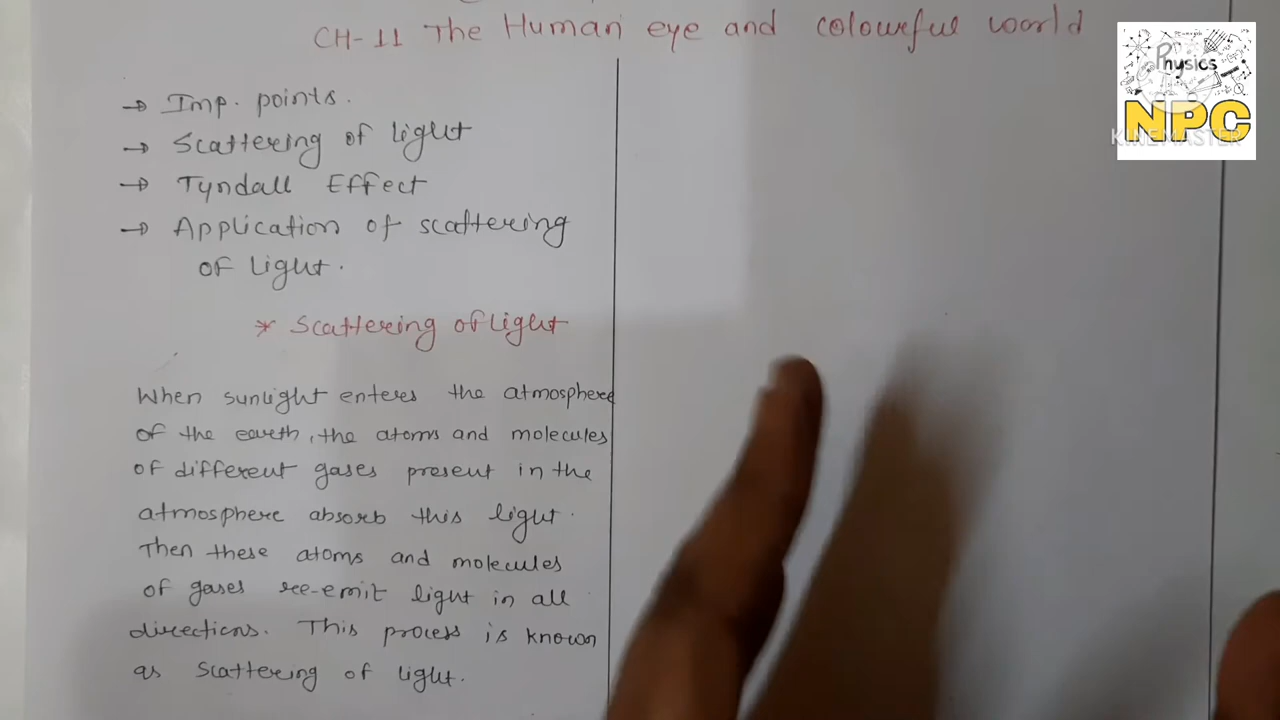 CH-11 The Human eye and colourful world
→ Imp. points.
→ Scattering of light
→ Tyndall Effect
→ Application of scattering
of light.
* Scattering of light
When sunlight enters the atmosphere
of the earth, the atoms and molecules
of different gases present in the
atmosphere absorb this light.
Then these atoms and molecules
of gases re-emit light in all
directions. This process is known
as scattering of light.
Physics
NPC
KINEMASTER